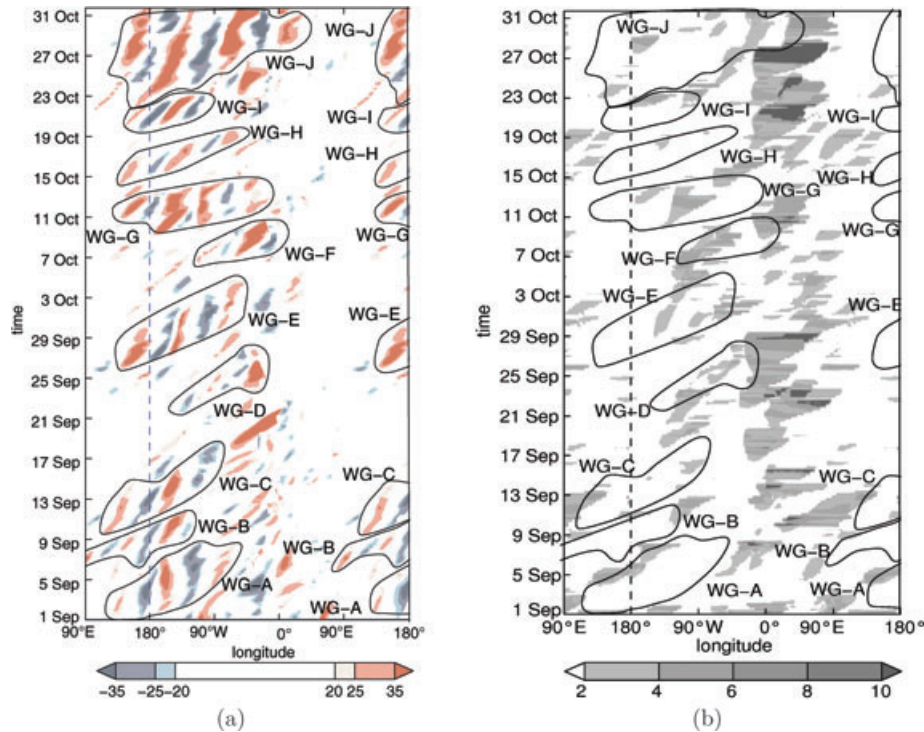 31 Oct
27 Oct
23 Oct
19 Oct
15 Oct
11 Oct
7 Oct
3 Oct
29 Sep
25 Sep
21 Sep
17 Sep
13 Sep
9 Sep
5 Sep
1 Sep
time
WG-J
WG-J
WG-I
WG-I
WG-H
WG-H
WG-G
WG-G
WG-F
WG-E
WG-E
WG-D
WG-C
WG-C
WG-B
WG-B
WG-A
WG-A
90°E 180° 90°W 0° 90°E 180°
longitude
-35 -25 -20 20 25 35
(a)
31 Oct
27 Oct
23 Oct
19 Oct
15 Oct
11 Oct
7 Oct
3 Oct
29 Sep
25 Sep
21 Sep
17 Sep
13 Sep
9 Sep
5 Sep
1 Sep
time
WG-J
WG-J
WG-I
WG-I
WG-H
WG-H
WG-G
WG-G
WG-F
WG-E
WG-E
WG-D
WG-C
WG-C
WG-B
WG-B
WG-A
WG-A
90°E 180° 90°W 0° 90°E 180°
longitude
2 4 6 8 10
(b)